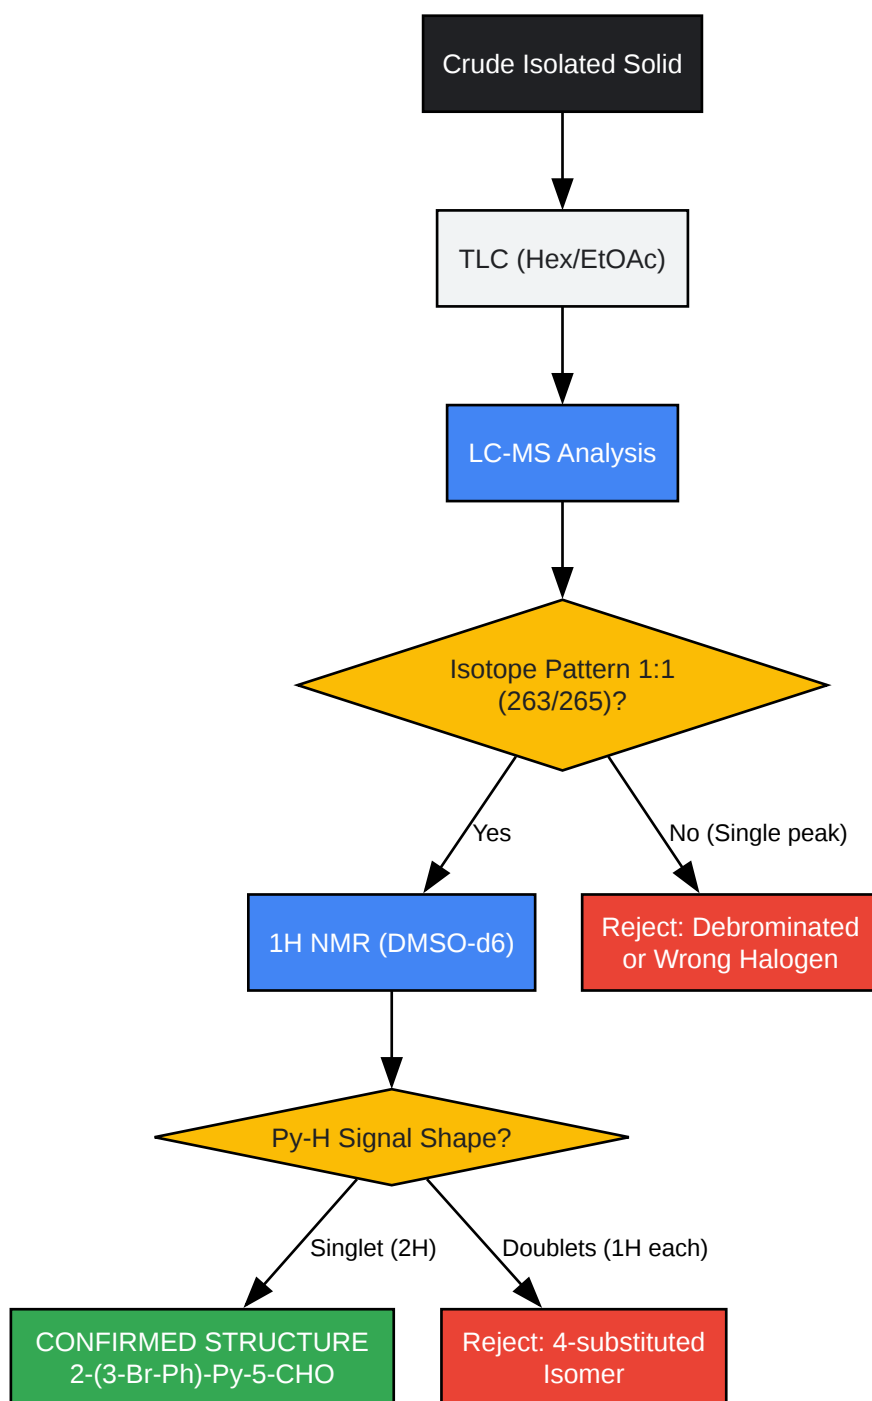 Crude Isolated Solid
TLC (Hex/EtOAc)
LC-MS Analysis
Isotope Pattern 1:1
(263/265)?
Yes
No (Single peak)
1H NMR (DMSO-d6)
Reject: Debrominated
or Wrong Halogen
Py-H Signal Shape?
Singlet (2H)
Doublets (1H each)
CONFIRMED STRUCTURE
2-(3-Br-Ph)-Py-5-CHO
Reject: 4-substituted
Isomer